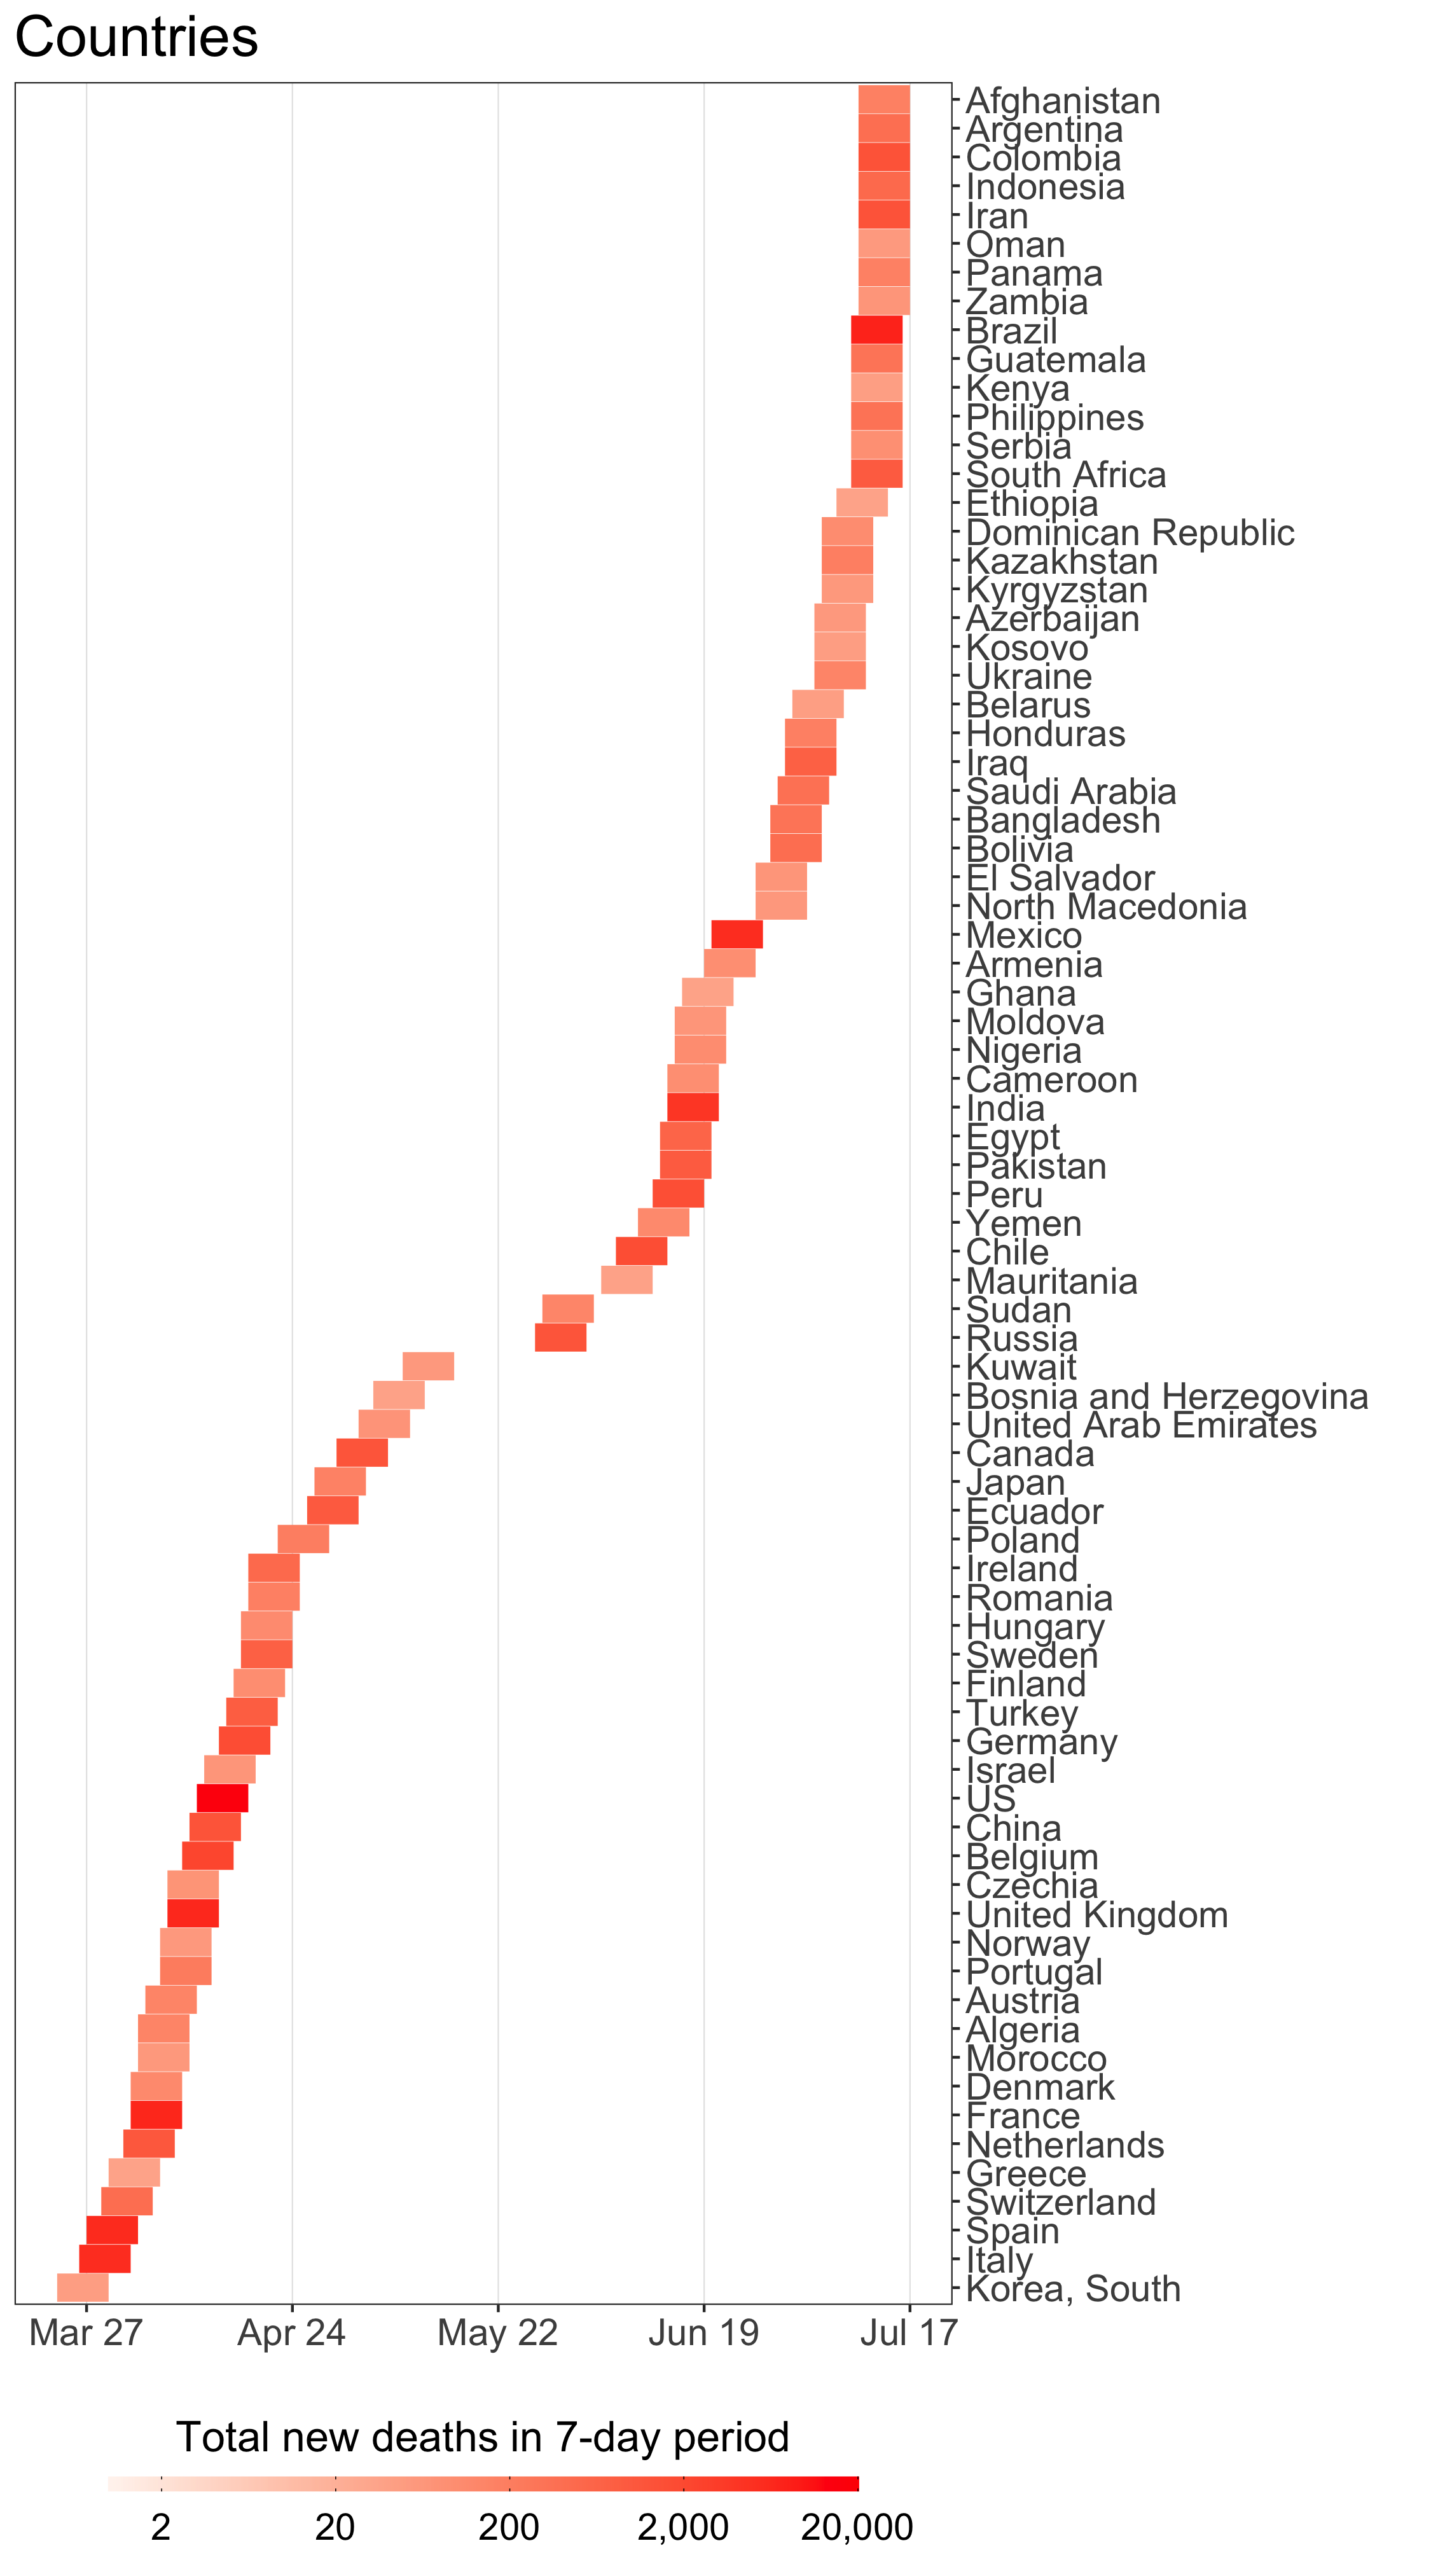 Countries
Afghanistan
Argentina
Colombia
Indonesia
Iran
Oman
Panama
Zambia
Brazil
Guatemala
Kenya
Philippines
Serbia
South Africa
Ethiopia
Dominican Republic
Kazakhstan
Kyrgyzstan
Azerbaijan
Kosovo
Ukraine
Belarus
Honduras
Iraq
Saudi Arabia
Bangladesh
Bolivia
El Salvador
North Macedonia
Mexico
Armenia
Ghana
Moldova
Nigeria
Cameroon
India
Egypt
Pakistan
Peru
Yemen
Chile
Mauritania
Sudan
Russia
Kuwait
Bosnia and Herzegovina
United Arab Emirates
Canada
Japan
Ecuador
Poland
Ireland
Romania
Hungary
Sweden
Finland
Turkey
Germany
Israel
US
China
Belgium
Czechia
United Kingdom
Norway
Portugal
Austria
Algeria
Morocco
Denmark
France
Netherlands
Greece
Switzerland
Spain
Italy
Korea, South
Mar 27 Apr 24 May 22 Jun 19 Jul 17
Total new deaths in 7-day period
2 20 200 2,000 20,000